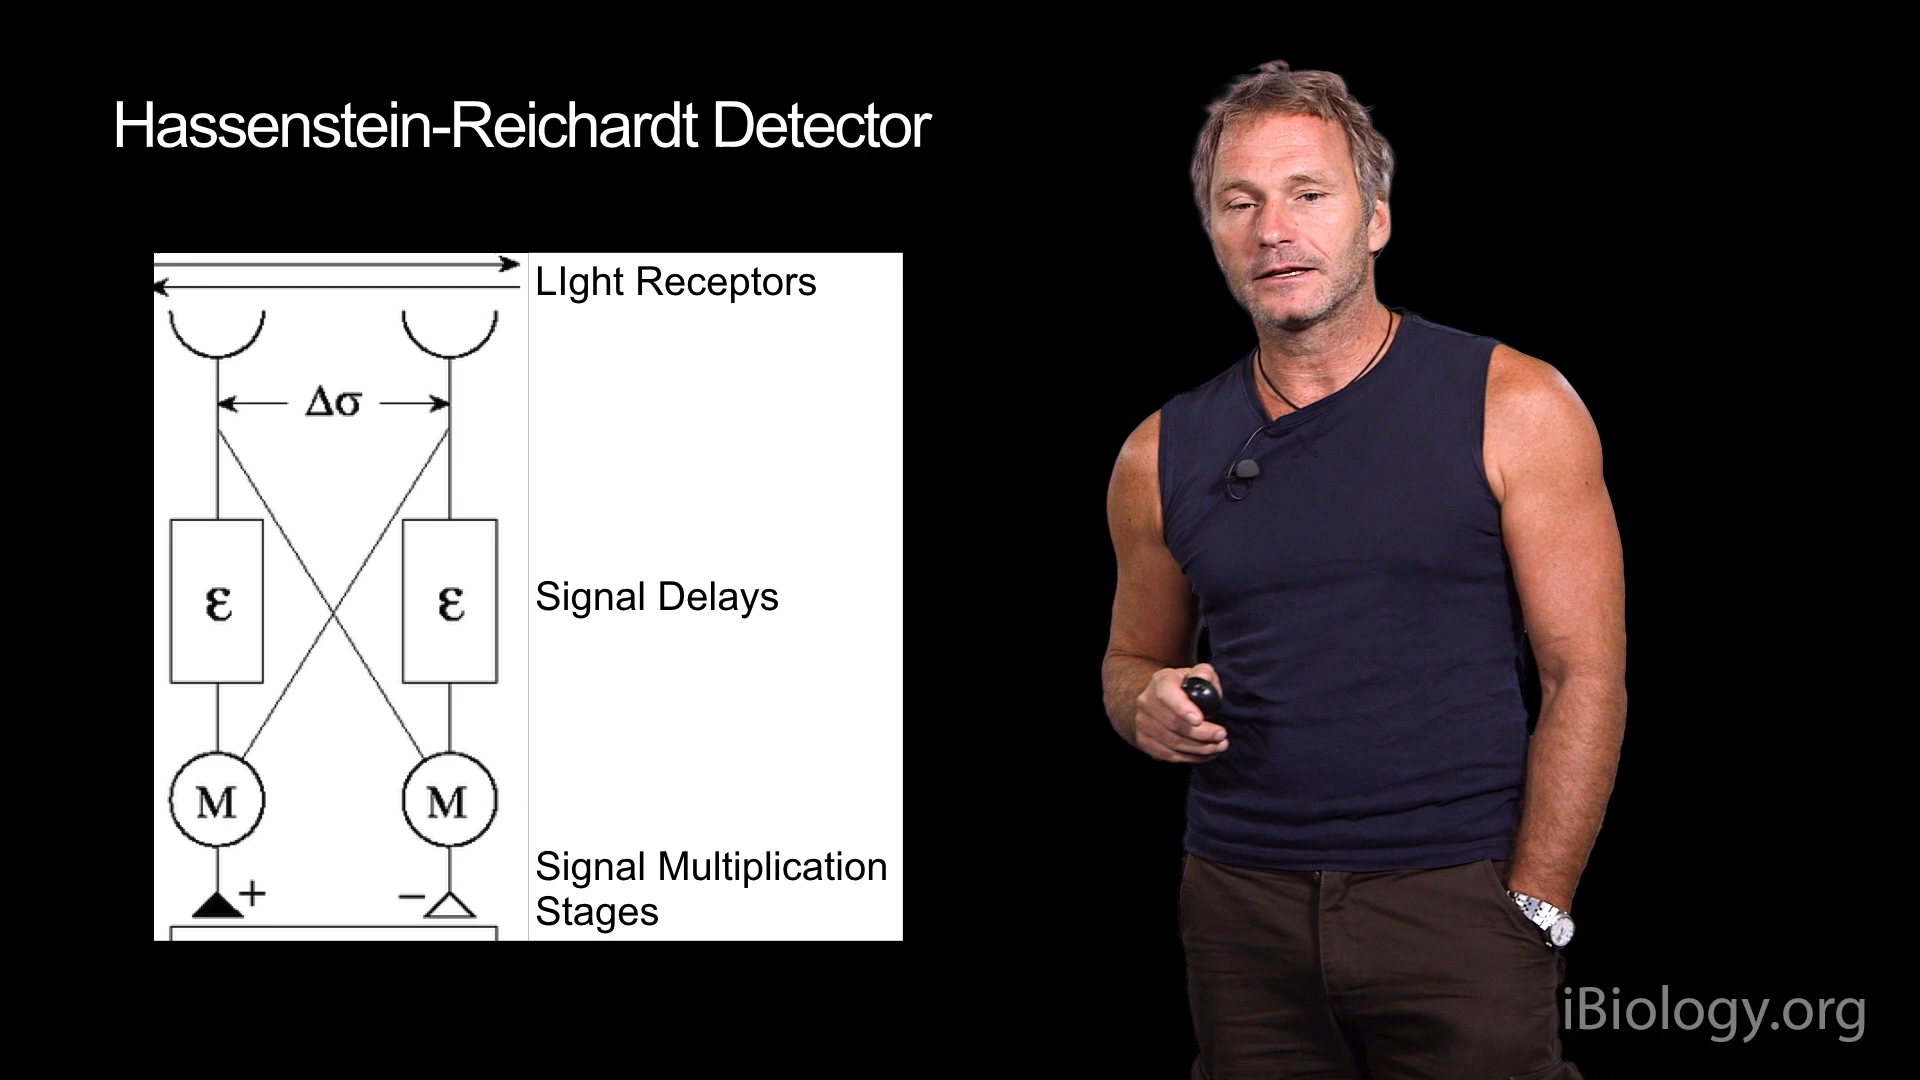 Hassenstein-Reichardt Detector
LIght Receptors
Δσ
ε ε
Signal Delays
M M
+ −
Signal Multiplication
Stages
iBiology.org